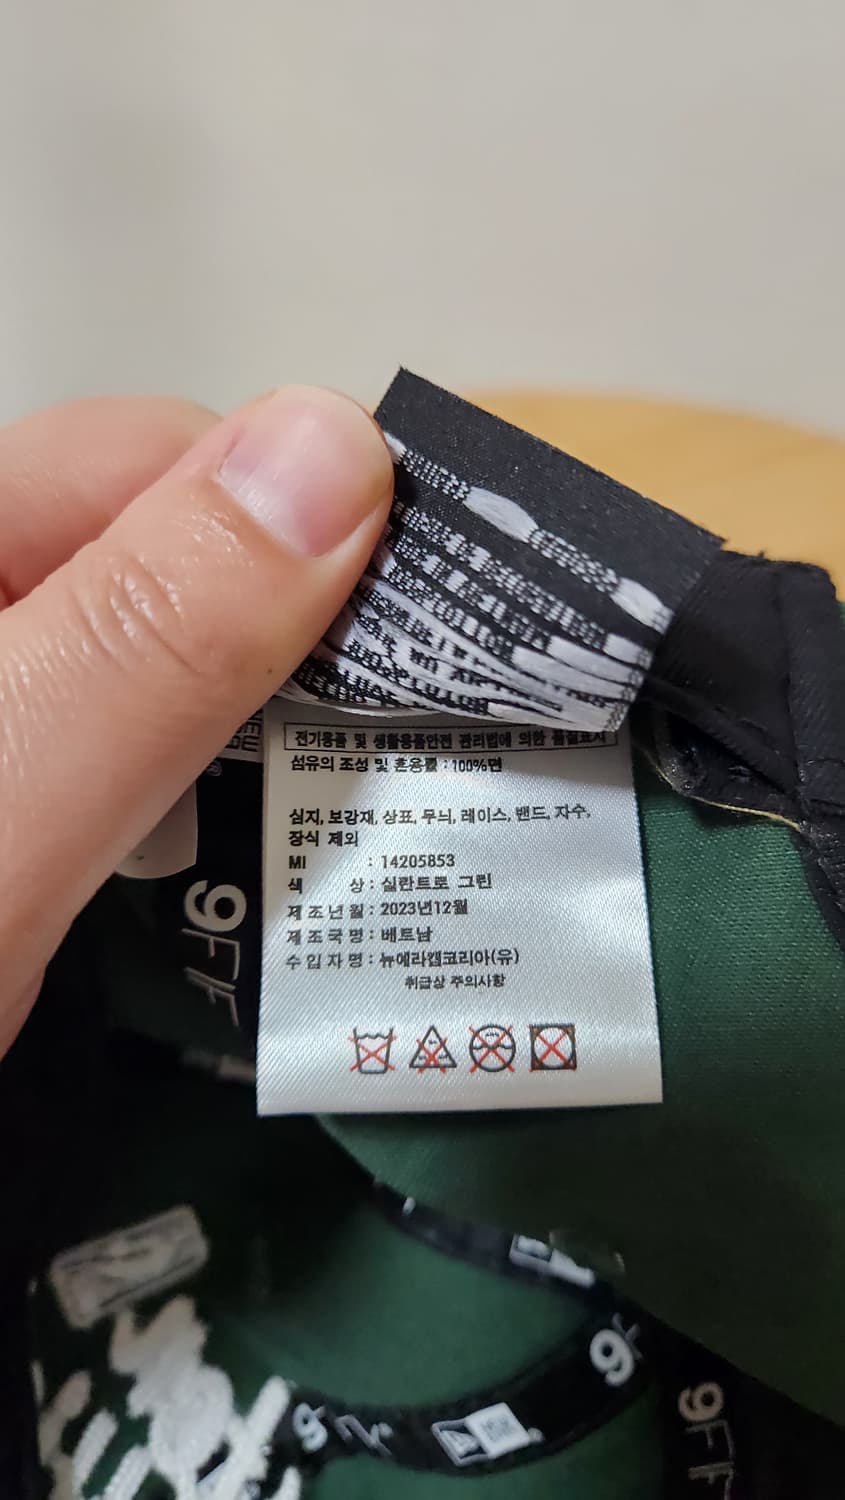 전기용품 및 생활용품안전 관리법에 의한 품질표시
섬유의 조성 및 혼용률 : 100%면
심지, 보강재, 상표, 무늬, 레이스, 밴드, 자수,
장식 제외
MI : 14205853
색 상 : 실란트로 그린
제조년월 : 2023년12월
제조국명 : 베트남
수입자명 : 뉴에라캡코리아(유)
취급상 주의사항
9FIF
9
9FIF